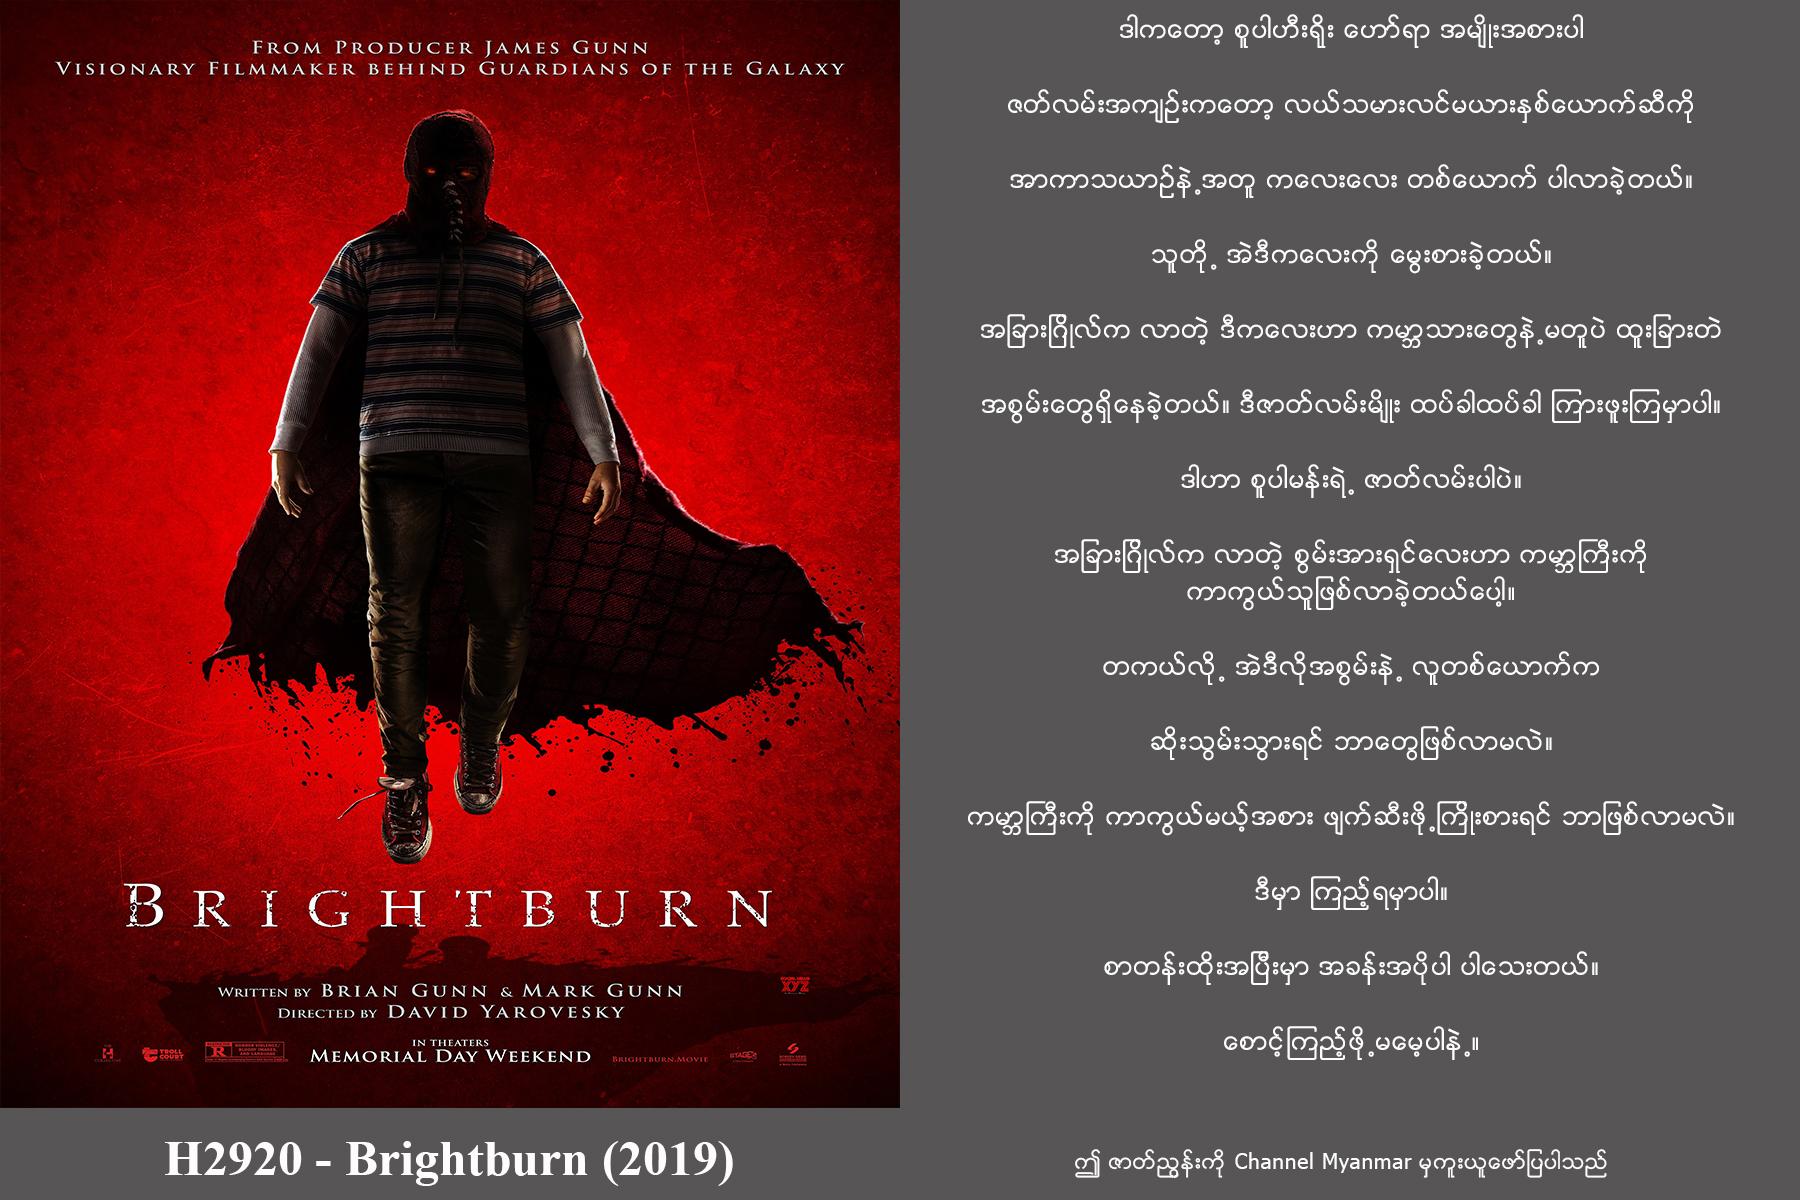 FROM PRODUCER JAMES GUNN
VISIONARY FILMMAKER BEHIND GUARDIANS OF THE GALAXY
BRIGHTBURN
WRITTEN BY BRIAN GUNN & MARK GUNN
DIRECTED BY DAVID YAROVESKY
IN THEATERS
MEMORIAL DAY WEEKEND
BRIGHTBURN.MOVIE
TROLL COURT
R
STAGE6
XYZ
H2920 - Brightburn (2019)
ဒါကတော့ စူပါဟီးရိုး ဟော်ရာ အမျိုးအစားပါ
ဇတ်လမ်းအကျဉ်းကတော့ လယ်သမားလင်မယားနှစ်ယောက်ဆီကို
အာကာသယာဉ်နဲ့အတူ ကလေးလေး တစ်ယောက် ပါလာခဲ့တယ်။
သူတို့ အဲဒီကလေးကို မွေးစားခဲ့တယ်။
အခြားဂြိုလ်က လာတဲ့ ဒီကလေးဟာ ကမ္ဘာသားတွေနဲ့မတူပဲ ထူးခြားတဲ
အစွမ်းတွေရှိနေခဲ့တယ်။ ဒီဇာတ်လမ်းမျိုး ထပ်ခါထပ်ခါ ကြားဖူးကြမှာပါ။
ဒါဟာ စူပါမန်းရဲ့ ဇာတ်လမ်းပါပဲ။
အခြားဂြိုလ်က လာတဲ့ စွမ်းအားရှင်လေးဟာ ကမ္ဘာကြီးကို
ကာကွယ်သူဖြစ်လာခဲ့တယ်ပေါ့။
တကယ်လို့ အဲဒီလိုအစွမ်းနဲ့ လူတစ်ယောက်က
ဆိုးသွမ်းသွားရင် ဘာတွေဖြစ်လာမလဲ။
ကမ္ဘာကြီးကို ကာကွယ်မယ့်အစား ဖျက်ဆီးဖို့ကြိုးစားရင် ဘာဖြစ်လာမလဲ။
ဒီမှာ ကြည့်ရမှာပါ။
စာတန်းထိုးအပြီးမှာ အခန်းအပိုပါ ပါသေးတယ်။
စောင့်ကြည့်ဖို့မမေ့ပါနဲ့။
ဤ ဇာတ်ညွှန်းကို Channel Myanmar မှကူးယူဖော်ပြပါသည်